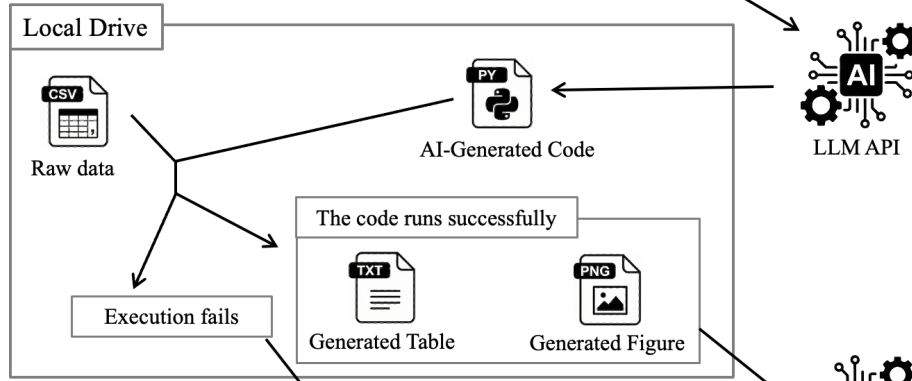 Local Drive
CSV
Raw data
PY
AI-Generated Code
AI
LLM API
The code runs successfully
TXT
Generated Table
PNG
Generated Figure
Execution fails